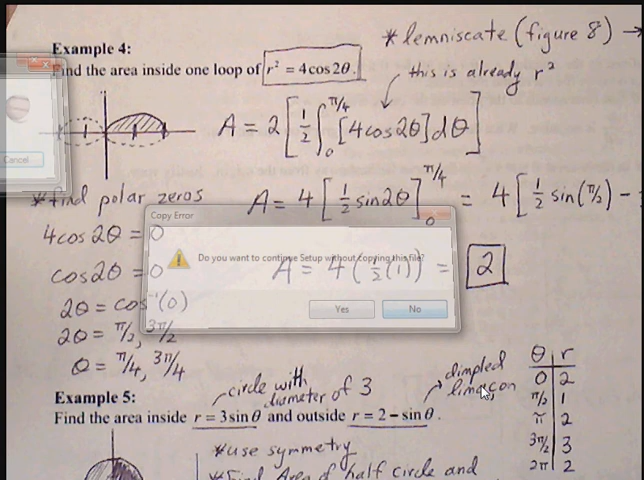 *lemniscate (figure 8) →
Example 4:
Find the area inside one loop of r² = 4cos2θ.
this is already r²
A = 2[½∫₀^π/4 [4cos2θ]dθ]
Cancel
*find polar zeros
A = 4[½ sin2θ]₀^π/4 = 4[½ sin(π/2) -
4cos2θ = 0
Copy Error
Do you want to continue Setup without copying this file?
cos2θ = 0
A = 4(½(1)) = 2
Yes No
2θ = cos⁻¹(0)
2θ = π/2, 3π/2
θ = π/4, 3π/4
Example 5:
circle with diameter of 3
dimpled limaçon
Find the area inside r = 3sinθ and outside r = 2 – sinθ.
θ r
0 2
π/2 1
π 2
3π/2 3
2π 2
*use symmetry
*Find Area of half circle and